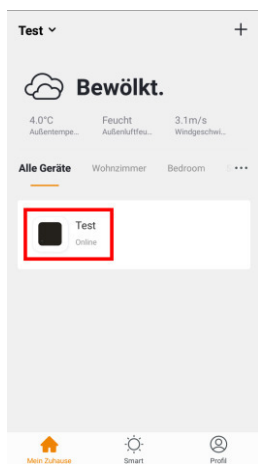 Test
Bewölkt.
4.0°C Feucht 3.1m/s
Außentempe... Außenluftfeu... Windgeschwi...
Alle Geräte Wohnzimmer Bedroom
Test
Online
Mein Zuhause Smart Profil